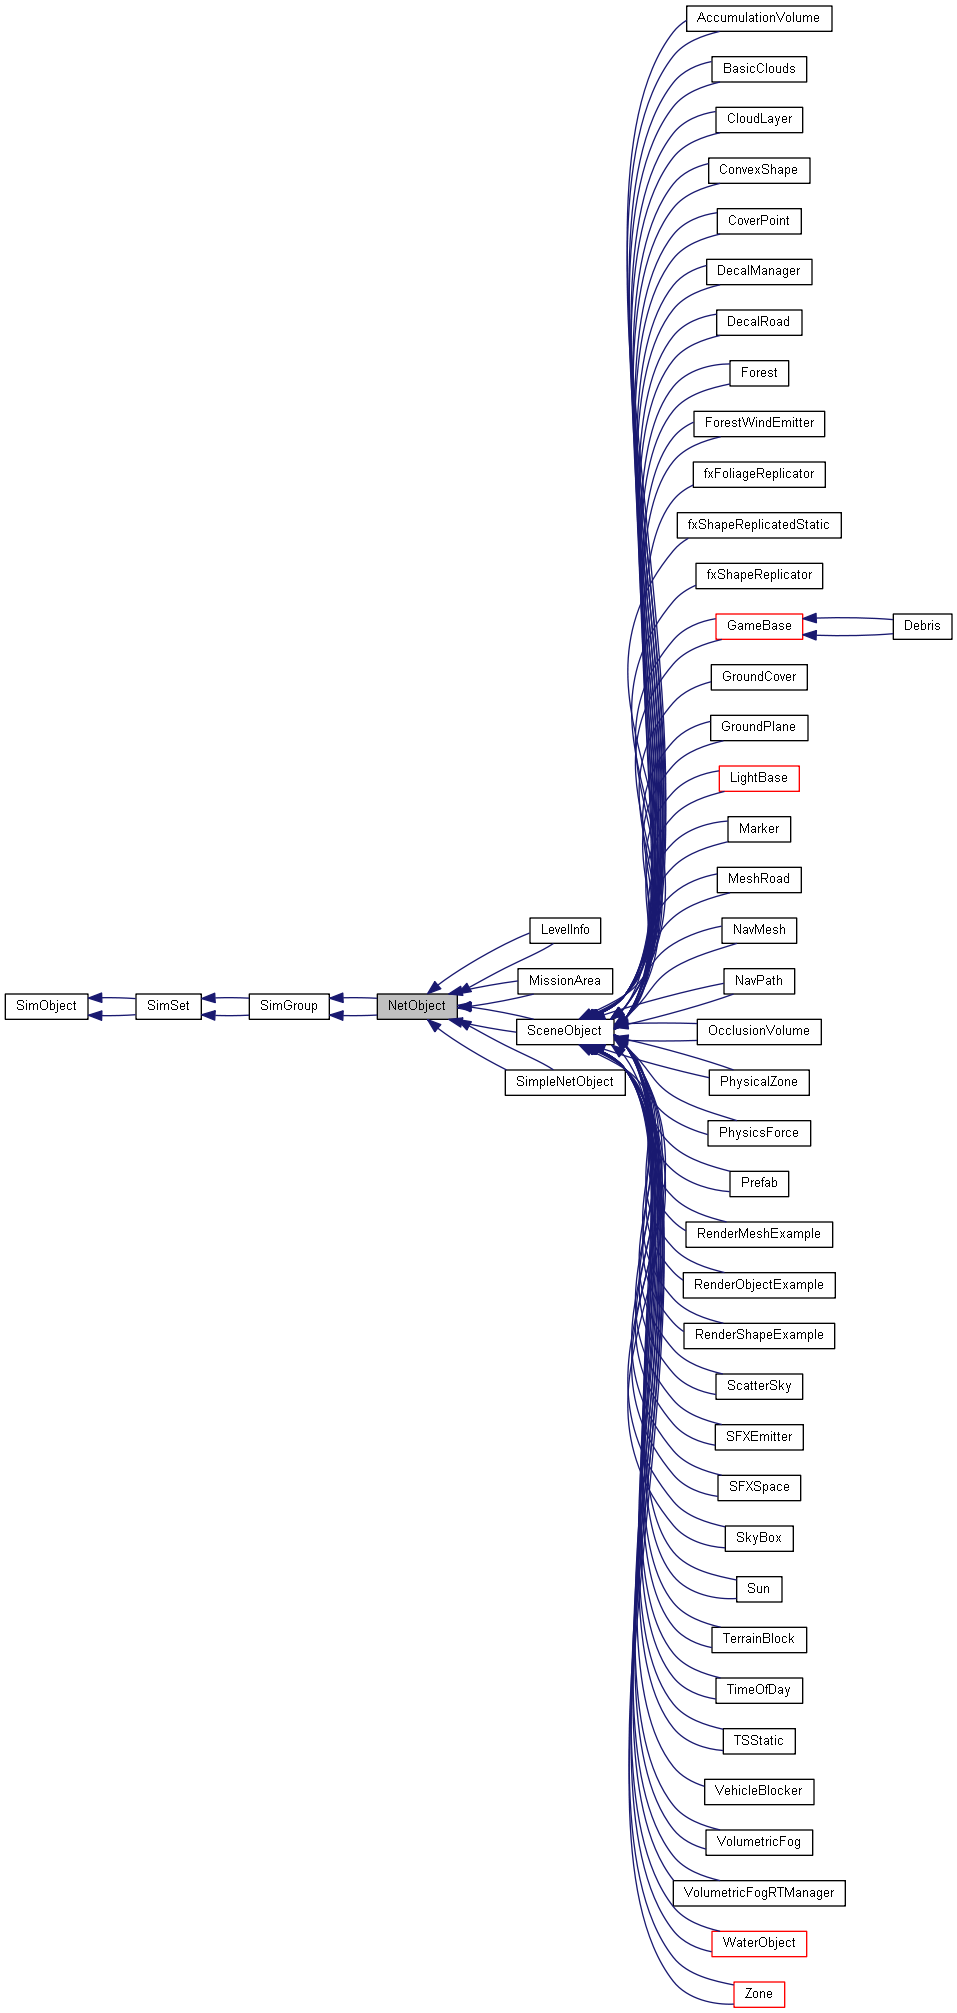 AccumulationVolume
BasicClouds
CloudLayer
ConvexShape
CoverPoint
DecalManager
DecalRoad
Forest
ForestWindEmitter
fxFoliageReplicator
fxShapeReplicatedStatic
fxShapeReplicator
GameBase
Debris
GroundCover
GroundPlane
LightBase
Marker
MeshRoad
LevelInfo
NavMesh
MissionArea
NavPath
SimObject
SimSet
SimGroup
NetObject
SceneObject
OcclusionVolume
SimpleNetObject
PhysicalZone
PhysicsForce
Prefab
RenderMeshExample
RenderObjectExample
RenderShapeExample
ScatterSky
SFXEmitter
SFXSpace
SkyBox
Sun
TerrainBlock
TimeOfDay
TSStatic
VehicleBlocker
VolumetricFog
VolumetricFogRTManager
WaterObject
Zone